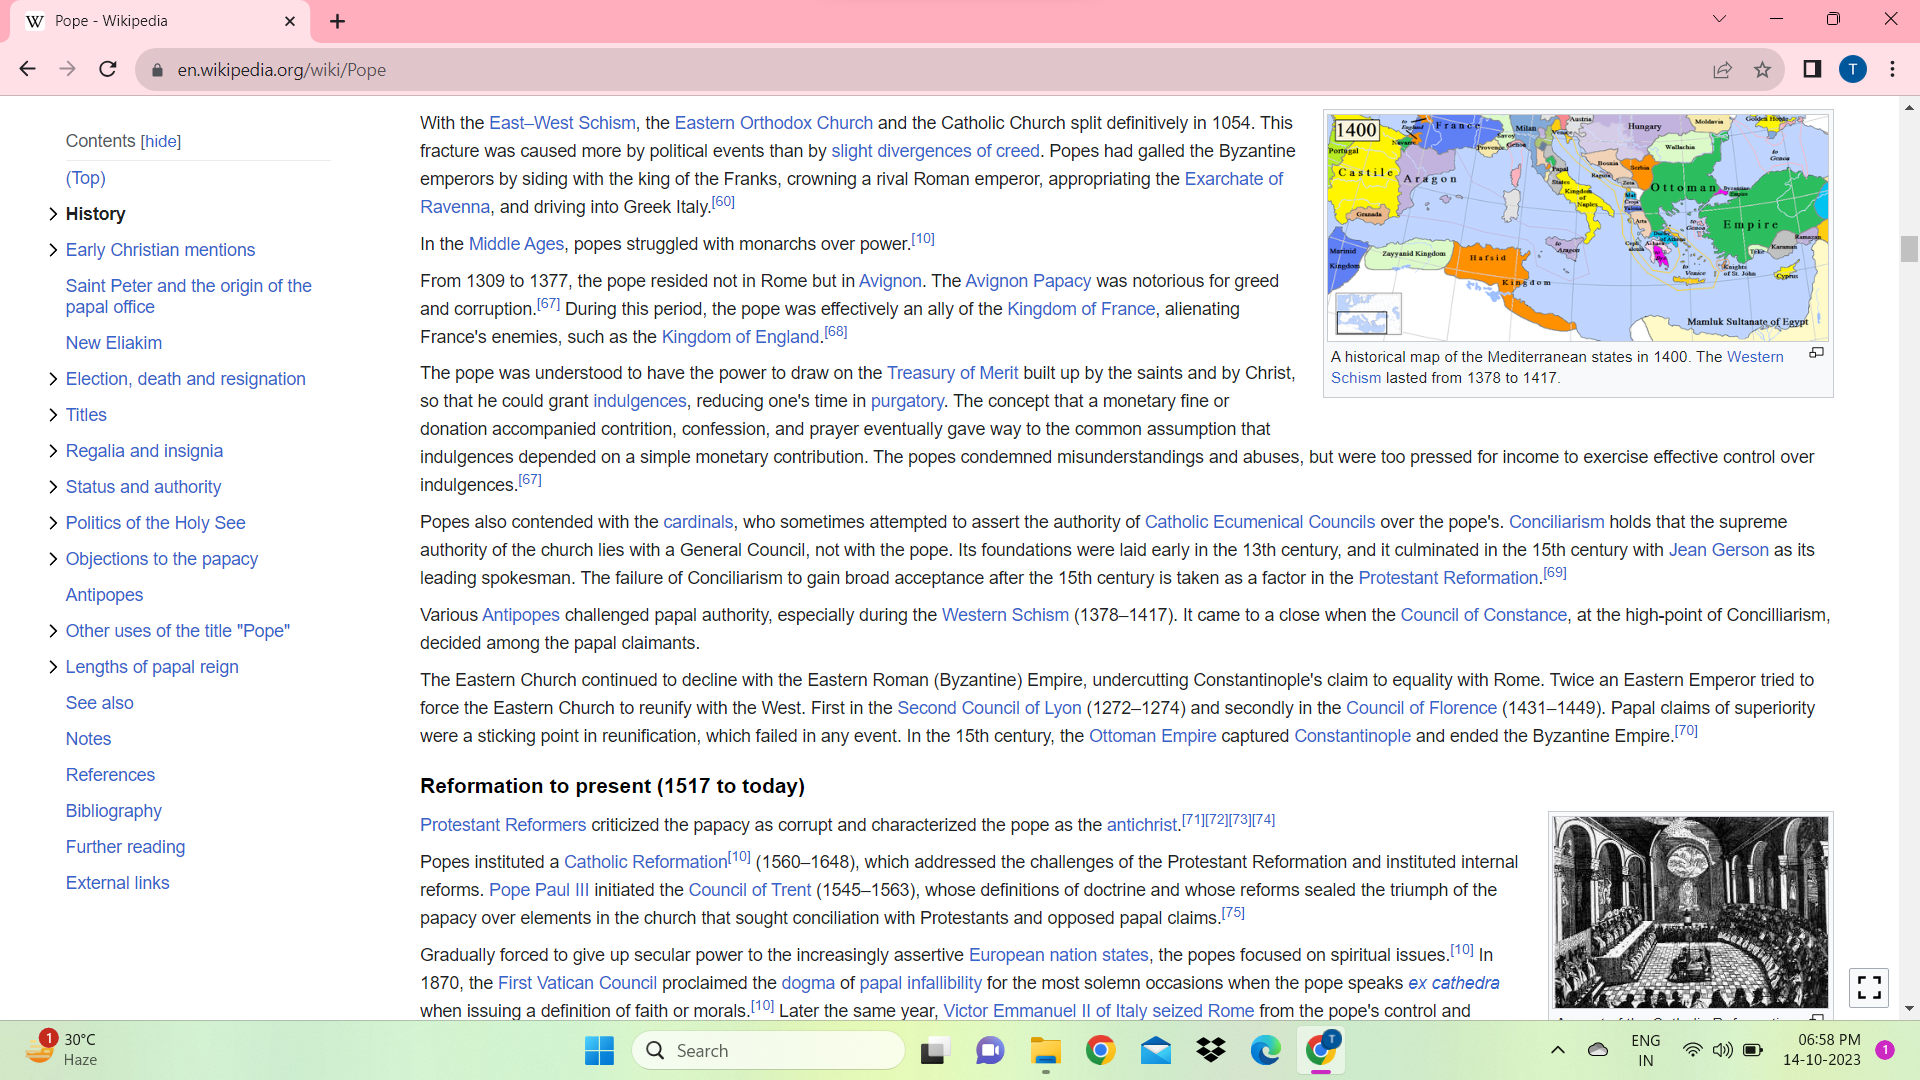 Pope - Wikipedia
en.wikipedia.org/wiki/Pope
Contents [hide]
(Top)
History
Early Christian mentions
Saint Peter and the origin of the
papal office
New Eliakim
Election, death and resignation
Titles
Regalia and insignia
Status and authority
Politics of the Holy See
Objections to the papacy
Antipopes
Other uses of the title "Pope"
Lengths of papal reign
See also
Notes
References
Bibliography
Further reading
External links
With the East–West Schism, the Eastern Orthodox Church and the Catholic Church split definitively in 1054. This
fracture was caused more by political events than by slight divergences of creed. Popes had galled the Byzantine
emperors by siding with the king of the Franks, crowning a rival Roman emperor, appropriating the Exarchate of
Ravenna, and driving into Greek Italy.[60]
In the Middle Ages, popes struggled with monarchs over power.[10]
From 1309 to 1377, the pope resided not in Rome but in Avignon. The Avignon Papacy was notorious for greed
and corruption.[67] During this period, the pope was effectively an ally of the Kingdom of France, alienating
France's enemies, such as the Kingdom of England.[68]
The pope was understood to have the power to draw on the Treasury of Merit built up by the saints and by Christ,
so that he could grant indulgences, reducing one's time in purgatory. The concept that a monetary fine or
donation accompanied contrition, confession, and prayer eventually gave way to the common assumption that
indulgences depended on a simple monetary contribution. The popes condemned misunderstandings and abuses, but were too pressed for income to exercise effective control over
indulgences.[67]
Popes also contended with the cardinals, who sometimes attempted to assert the authority of Catholic Ecumenical Councils over the pope's. Conciliarism holds that the supreme
authority of the church lies with a General Council, not with the pope. Its foundations were laid early in the 13th century, and it culminated in the 15th century with Jean Gerson as its
leading spokesman. The failure of Conciliarism to gain broad acceptance after the 15th century is taken as a factor in the Protestant Reformation.[69]
Various Antipopes challenged papal authority, especially during the Western Schism (1378–1417). It came to a close when the Council of Constance, at the high-point of Concilliarism,
decided among the papal claimants.
The Eastern Church continued to decline with the Eastern Roman (Byzantine) Empire, undercutting Constantinople's claim to equality with Rome. Twice an Eastern Emperor tried to
force the Eastern Church to reunify with the West. First in the Second Council of Lyon (1272–1274) and secondly in the Council of Florence (1431–1449). Papal claims of superiority
were a sticking point in reunification, which failed in any event. In the 15th century, the Ottoman Empire captured Constantinople and ended the Byzantine Empire.[70]
Reformation to present (1517 to today)
Protestant Reformers criticized the papacy as corrupt and characterized the pope as the antichrist.[71][72][73][74]
Popes instituted a Catholic Reformation[10] (1560–1648), which addressed the challenges of the Protestant Reformation and instituted internal
reforms. Pope Paul III initiated the Council of Trent (1545–1563), whose definitions of doctrine and whose reforms sealed the triumph of the
papacy over elements in the church that sought conciliation with Protestants and opposed papal claims.[75]
Gradually forced to give up secular power to the increasingly assertive European nation states, the popes focused on spiritual issues.[10] In
1870, the First Vatican Council proclaimed the dogma of papal infallibility for the most solemn occasions when the pope speaks ex cathedra
when issuing a definition of faith or morals.[10] Later the same year, Victor Emmanuel II of Italy seized Rome from the pope's control and
1400
France
Milan
Austria
Hungary
Moldavia
Golden Horde
Portugal
Navarre
Provence
Genoa
Wallachia
to
Genoa
Castile
Aragon
Papal
States
Bosnia
Serbia
Ragusa
Ottoman
Empire
Kingdom
of
Naples
Granada
Marinid
Kingdom
Zayyanid Kingdom
Hafsid
Kingdom
to
Aragon
Karaman
Teke
Ramazan
to
Venice
Knights
of St. John
Cyprus
Mamluk Sultanate of Egypt
A historical map of the Mediterranean states in 1400. The Western
Schism lasted from 1378 to 1417.
T
1
30°C
Haze
Search
T
ENG
IN
06:58 PM
14-10-2023
1